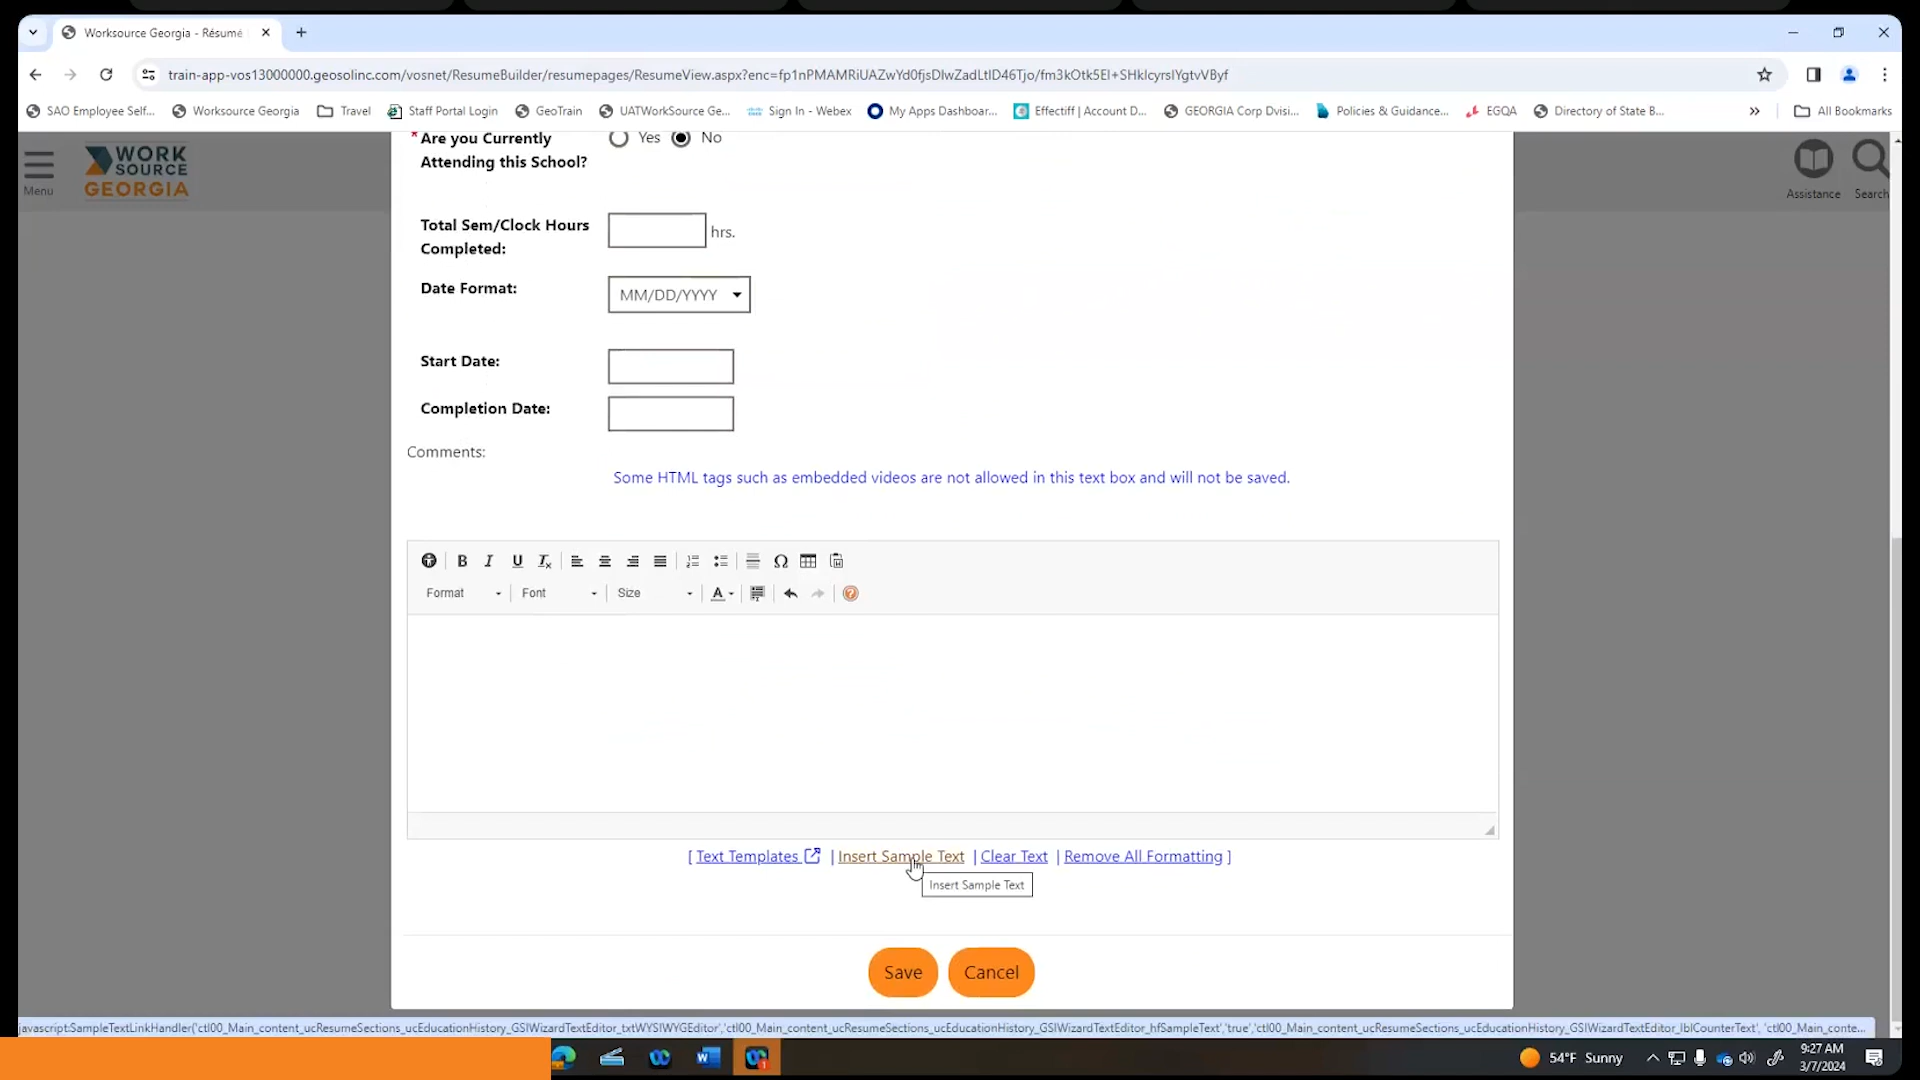 Worksource Georgia - Résumé
train-app-vos13000000.geosolinc.com/vosnet/ResumeBuilder/resumepages/ResumeView.aspx?enc=fp1nPMAMRiUAZwYd0fjsDIwZadLtID46Tjo/fm3kOtk5EI+SHkIcyrsIYgtvVByf
SAO Employee Self... Worksource Georgia Travel Staff Portal Login GeoTrain UATWorkSource Ge... Sign In - Webex My Apps Dashboar... Effectiff | Account D... GEORGIA Corp Dvisi... Policies & Guidance... EGQA Directory of State B... » All Bookmarks
Menu
WORK
SOURCE
GEORGIA
Assistance
Search
*Are you Currently Attending this School? Yes No
Total Sem/Clock Hours Completed: hrs.
Date Format: MM/DD/YYYY
Start Date:
Completion Date:
Comments:
Some HTML tags such as embedded videos are not allowed in this text box and will not be saved.
B I U Tx Ω
Format Font Size A
[ Text Templates | Insert Sample Text | Clear Text | Remove All Formatting ]
Insert Sample Text
Save Cancel
javascript:SampleTextLinkHandler('ctl00_Main_content_ucResumeSections_ucEducationHistory_GSIWizardTextEditor_txtWYSIWYGEditor','ctl00_Main_content_ucResumeSections_ucEducationHistory_GSIWizardTextEditor_hfSampleText','true','ctl00_Main_content_ucResumeSections_ucEducationHistory_GSIWizardTextEditor_lblCounterText', 'ctl00_Main_conte...
54°F Sunny
9:27 AM
3/7/2024